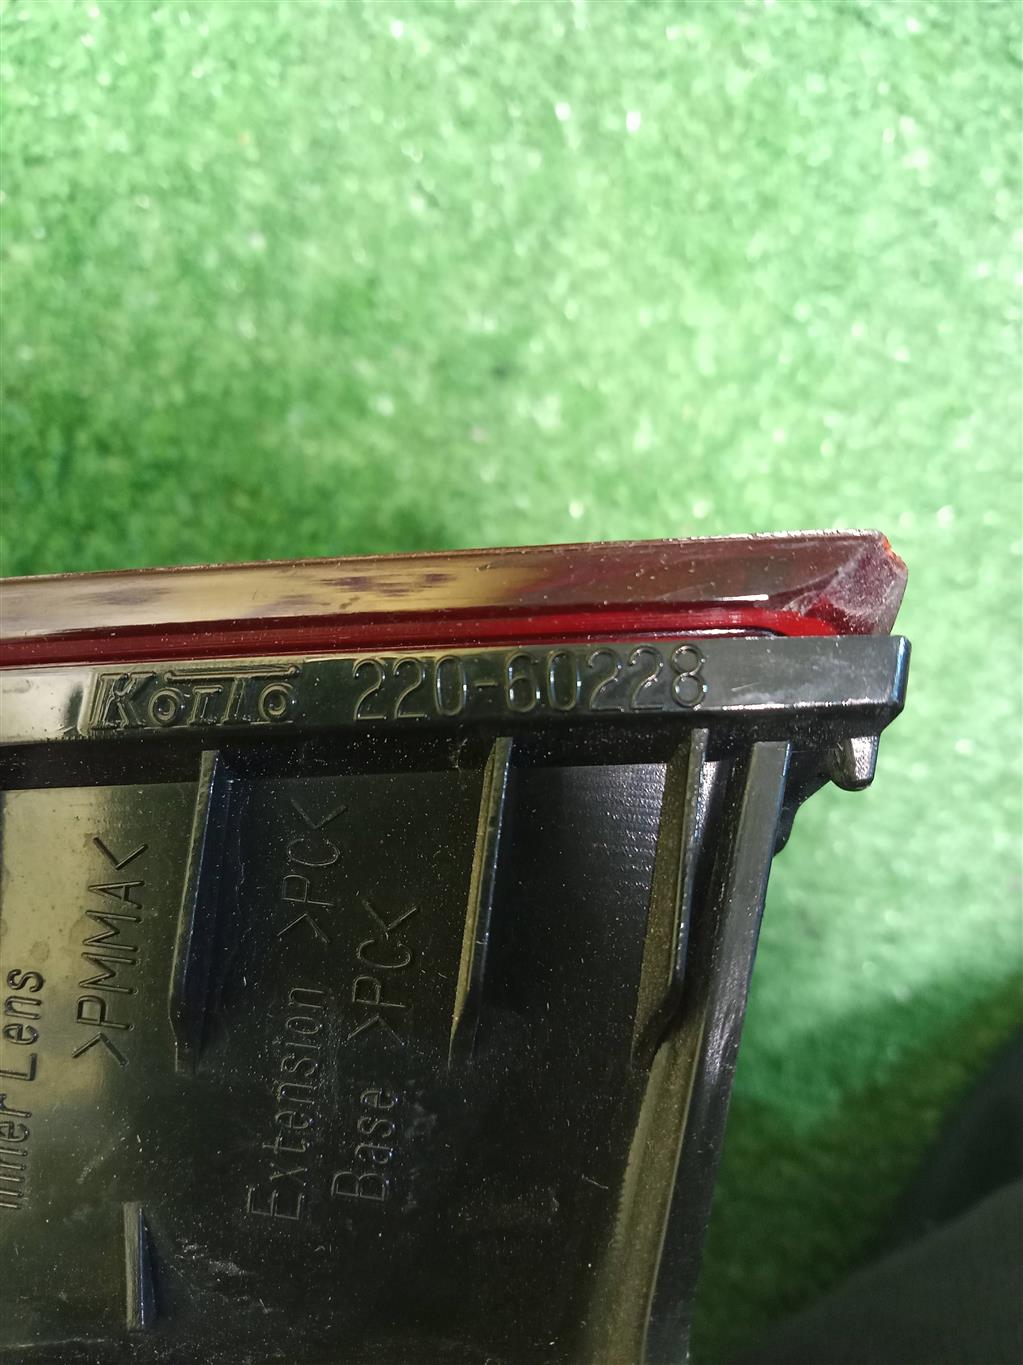 KOITO 220-60228
Inner Lens
>PMMA<
Extension >PC<
Base >PC<